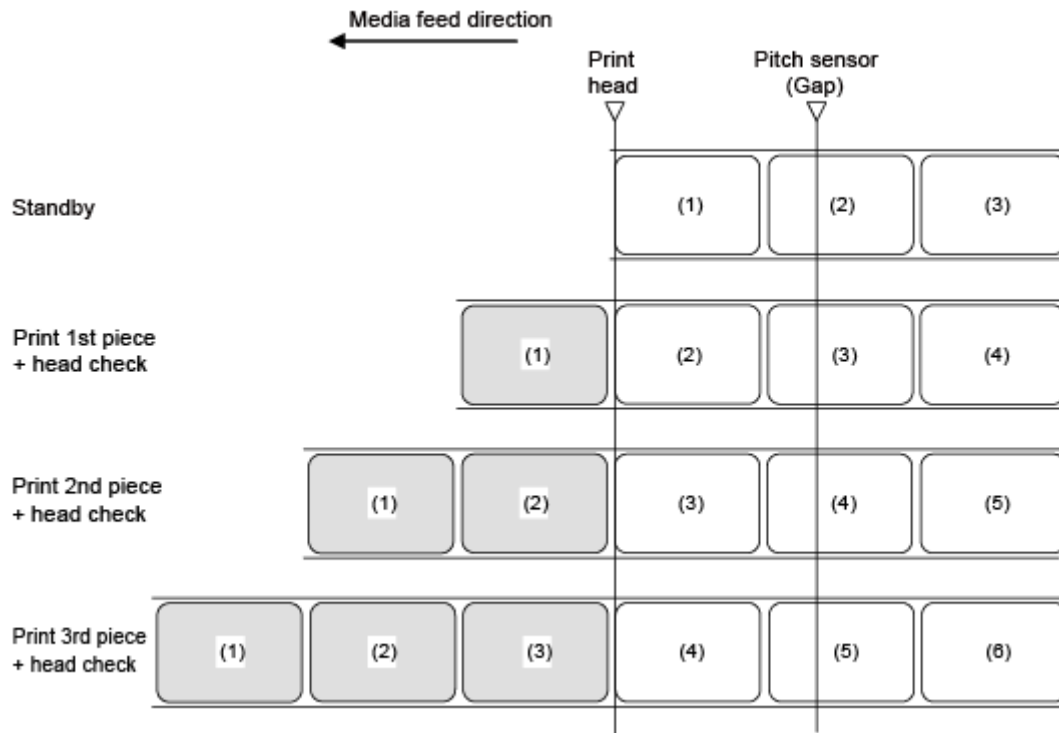 Media feed direction
Print
head
Pitch sensor
(Gap)
Standby
(1)
(2)
(3)
Print 1st piece
+ head check
(1)
(2)
(3)
(4)
Print 2nd piece
+ head check
(1)
(2)
(3)
(4)
(5)
Print 3rd piece
+ head check
(1)
(2)
(3)
(4)
(5)
(6)